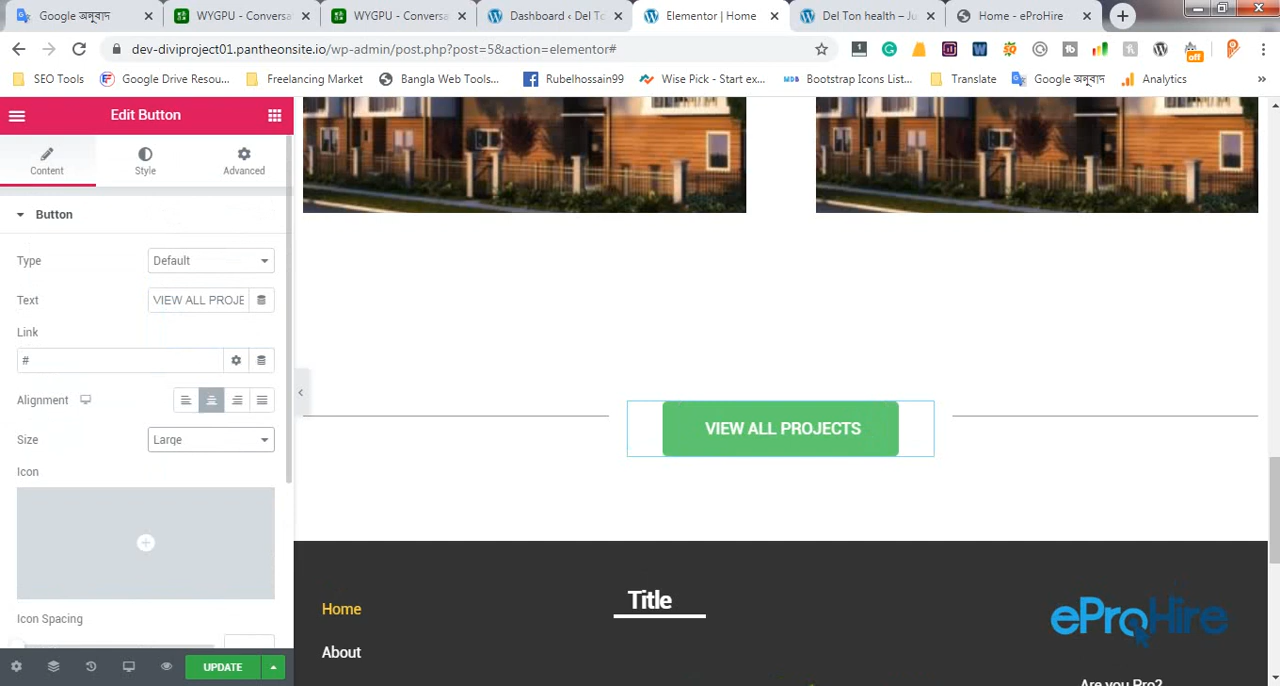 Google অনুবাদ
WYGPU - Conversa
WYGPU - Conversa
Dashboard ‹ Del To
Elementor | Home
Del Ton health – Ju
Home - eProHire
dev-diviproject01.pantheonsite.io/wp-admin/post.php?post=5&action=elementor#
off
SEO Tools
Google Drive Resou...
Freelancing Market
Bangla Web Tools...
Rubelhossain99
Wise Pick - Start ex...
MDB Bootstrap Icons List...
Translate
Google অনুবাদ
Analytics
»
Edit Button
Content
Style
Advanced
Button
Type
Default
Text
VIEW ALL PROJE
Link
#
Alignment
Size
Large
Icon
Icon Spacing
UPDATE
VIEW ALL PROJECTS
Home
About
Title
eProHire
Are you Pro?